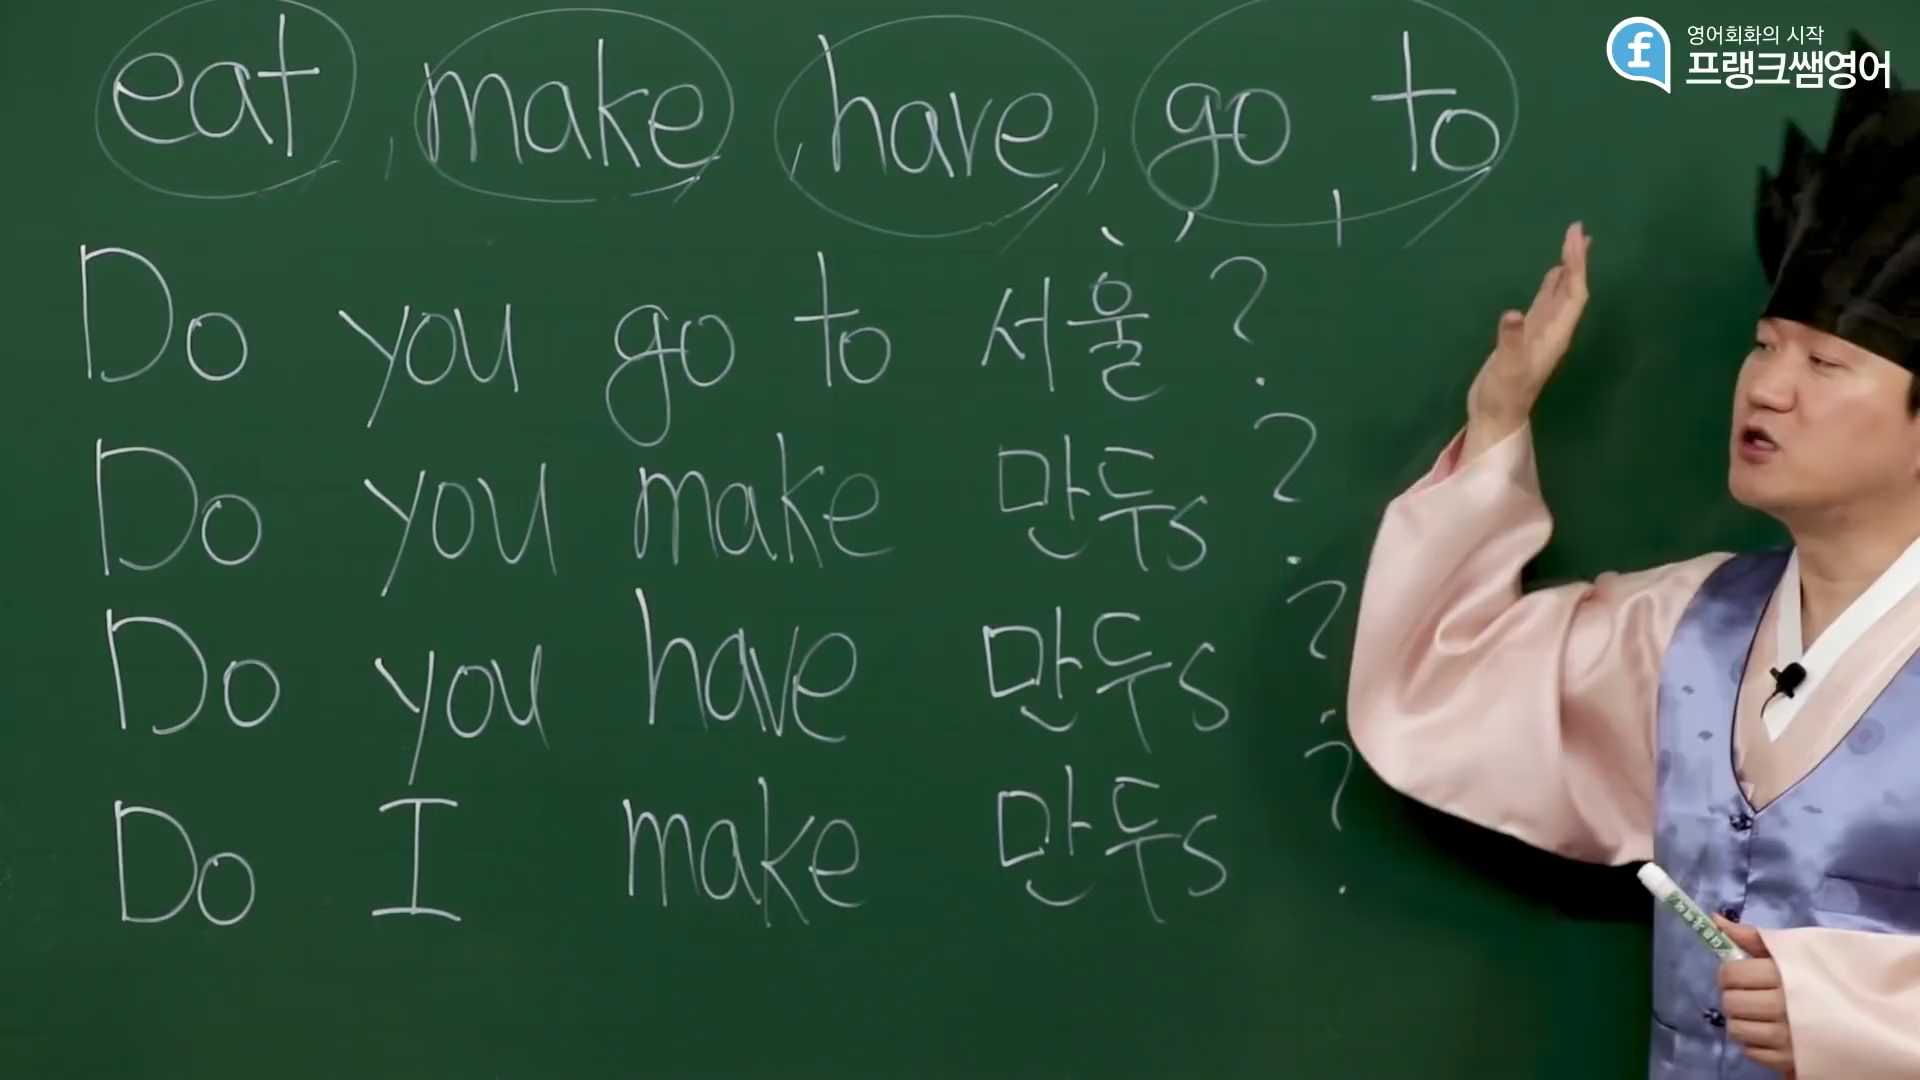 영어회화의 시작
프랭크쌤영어
eat, make, have, go to
Do you go to 서울?
Do you make 만두s?
Do you have 만두s?
Do I make 만두s?